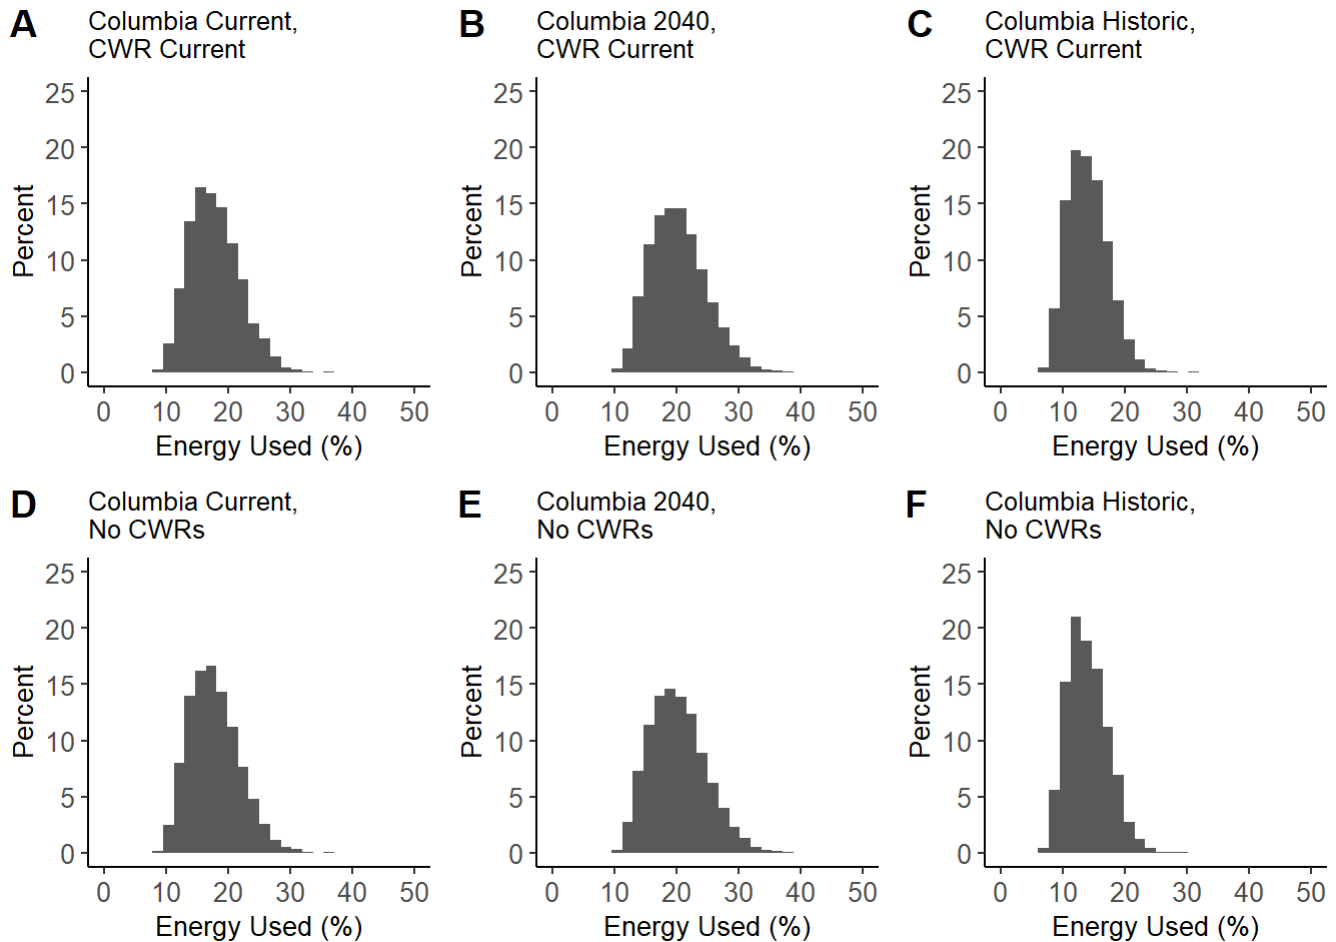 A Columbia Current,
CWR Current
25
20
15
10
5
0
Percent
0 10 20 30 40 50
Energy Used (%)
B Columbia 2040,
CWR Current
25
20
15
10
5
0
Percent
0 10 20 30 40 50
Energy Used (%)
C Columbia Historic,
CWR Current
25
20
15
10
5
0
Percent
0 10 20 30 40 50
Energy Used (%)
D Columbia Current,
No CWRs
25
20
15
10
5
0
Percent
0 10 20 30 40 50
Energy Used (%)
E Columbia 2040,
No CWRs
25
20
15
10
5
0
Percent
0 10 20 30 40 50
Energy Used (%)
F Columbia Historic,
No CWRs
25
20
15
10
5
0
Percent
0 10 20 30 40 50
Energy Used (%)